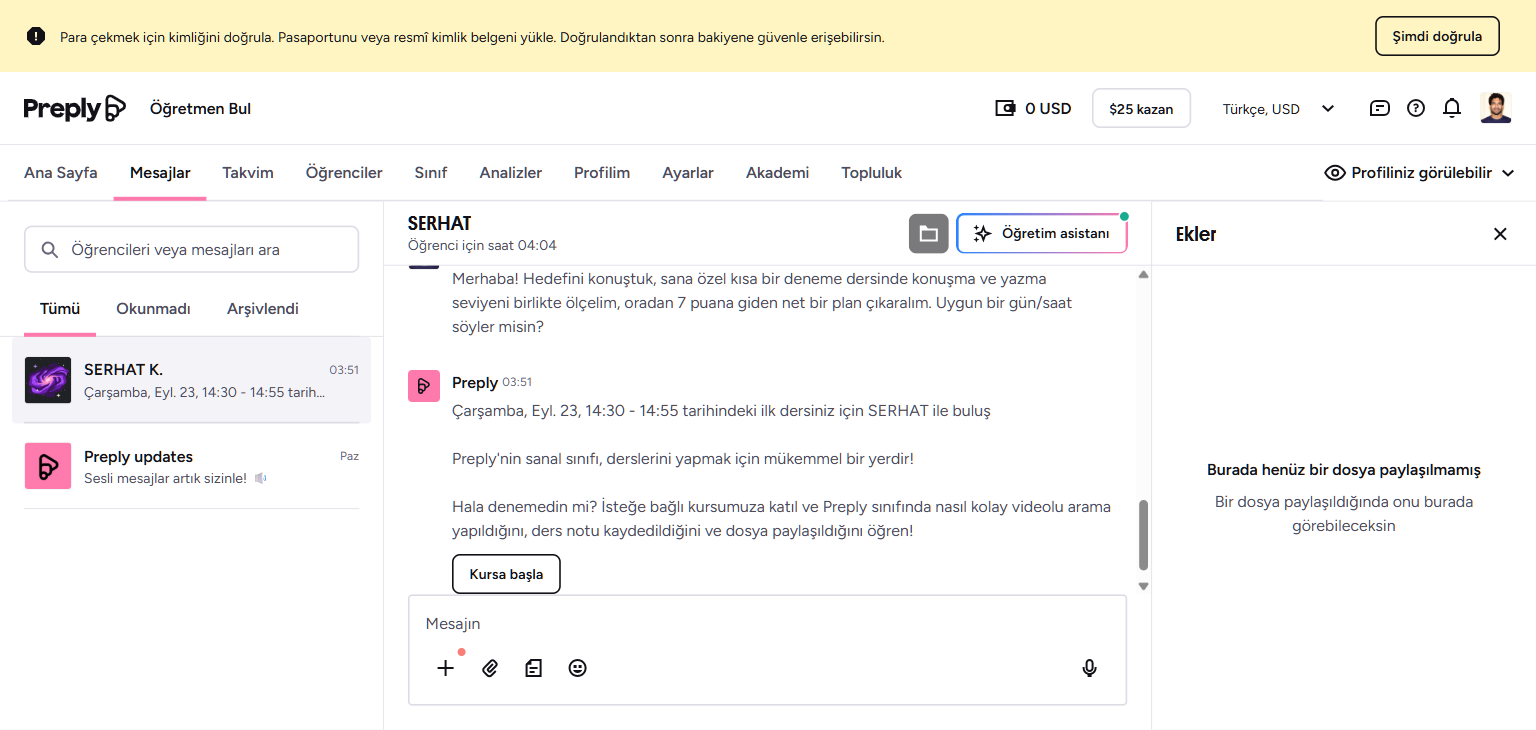 Para çekmek için kimliğini doğrula. Pasaportunu veya resmî kimlik belgeni yükle. Doğrulandıktan sonra bakiyene güvenle erişebilirsin.
Şimdi doğrula
Preply
Öğretmen Bul
0 USD
$25 kazan
Türkçe, USD
Ana Sayfa
Mesajlar
Takvim
Öğrenciler
Sınıf
Analizler
Profilim
Ayarlar
Akademi
Topluluk
Profiliniz görülebilir
Öğrencileri veya mesajları ara
Tümü
Okunmadı
Arşivlendi
SERHAT K.
03:51
Çarşamba, Eyl. 23, 14:30 - 14:55 tarih...
Preply updates
Paz
Sesli mesajlar artık sizinle!
SERHAT
Öğrenci için saat 04:04
Öğretim asistanı
Merhaba! Hedefini konuştuk, sana özel kısa bir deneme dersinde konuşma ve yazma
seviyeni birlikte ölçelim, oradan 7 puana giden net bir plan çıkaralım. Uygun bir gün/saat
söyler misin?
Preply 03:51
Çarşamba, Eyl. 23, 14:30 - 14:55 tarihindeki ilk dersiniz için SERHAT ile buluş
Preply'nin sanal sınıfı, derslerini yapmak için mükemmel bir yerdir!
Hala denemedin mi? İsteğe bağlı kursumuza katıl ve Preply sınıfında nasıl kolay videolu arama
yapıldığını, ders notu kaydedildiğini ve dosya paylaşıldığını öğren!
Kursa başla
Mesajın
Ekler
Burada henüz bir dosya paylaşılmamış
Bir dosya paylaşıldığında onu burada
görebileceksin